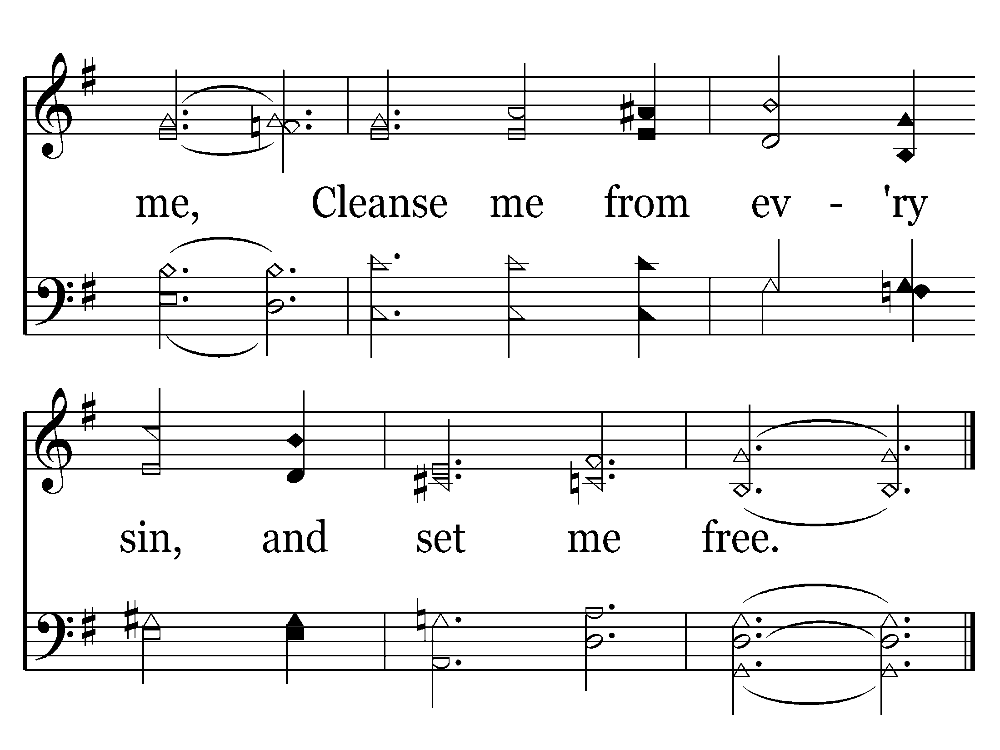 me, Cleanse me from ev - 'ry
sin, and set me free.